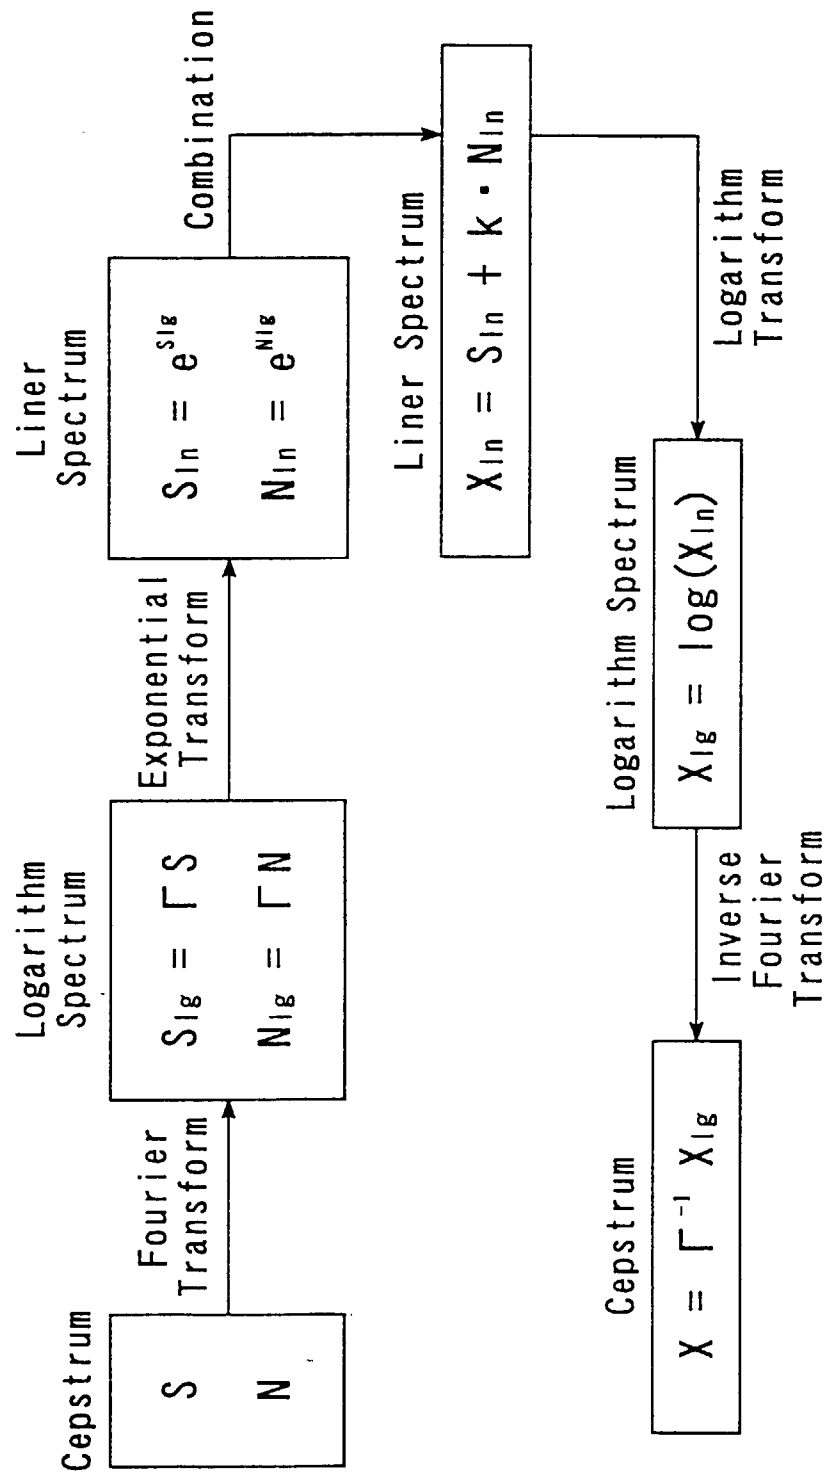 Cepstrum
S
N
Fourier
Transform
Logarithm
Spectrum
Slg = ΓS
Nlg = ΓN
Exponential
Transform
Liner
Spectrum
Sln = e^Slg
Nln = e^Nlg
Combination
Liner Spectrum
Xln = Sln + k · Nln
Logarithm
Transform
Logarithm Spectrum
Xlg = log(Xln)
Inverse
Fourier
Transform
Cepstrum
X = Γ⁻¹ Xlg